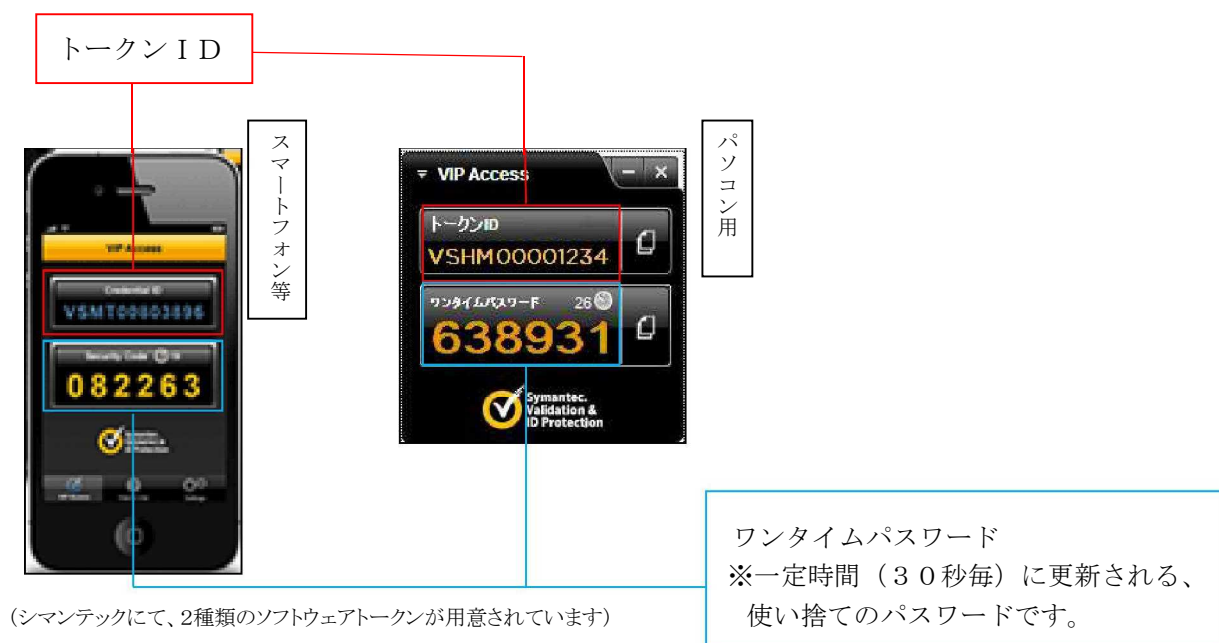 トークンＩＤ
スマートフォン等
パソコン用
VIP Access
Credential ID
VSMT00803896
Security Code
082263
VIP Access
トークンID
VSHM00001234
ワンタイムパスワード 26
638931
Symantec.
Validation &
ID Protection
ワンタイムパスワード
※一定時間（３０秒毎）に更新される、
使い捨てのパスワードです。
(シマンテックにて、2種類のソフトウェアトークンが用意されています)